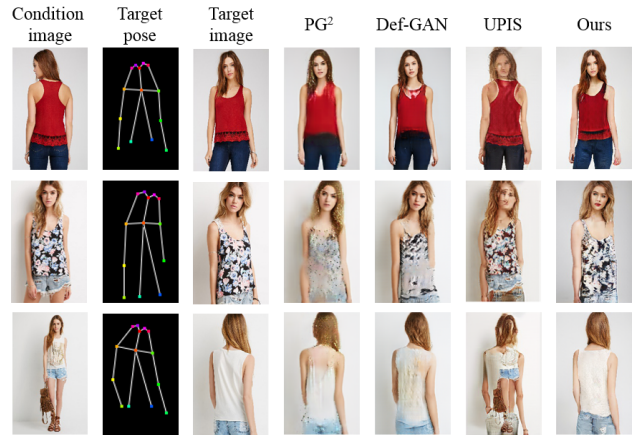 Condition image
Target pose
Target image
PG²
Def-GAN
UPIS
Ours